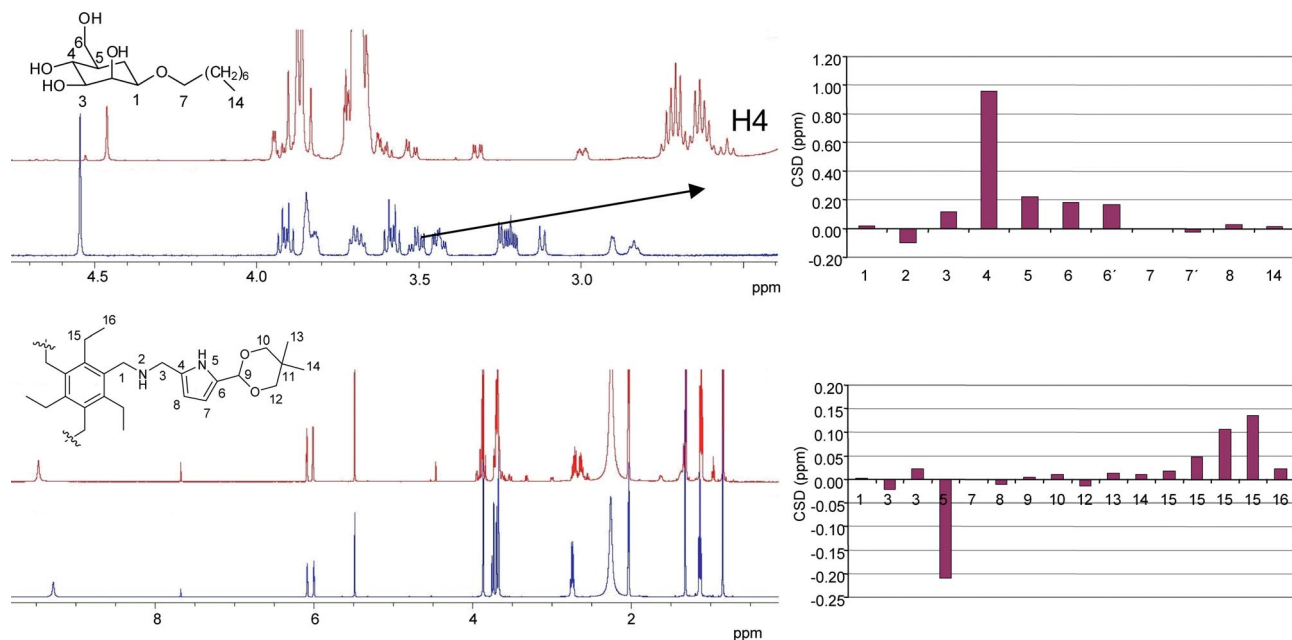 OH
6
4
5
OH
OH
HO
HO
O
(CH2)6
3
1
7
14
H4
4.5
4.0
3.5
3.0
ppm
CSD (ppm)
1.20
1.00
0.80
0.60
0.40
0.20
0.00
-0.20
1 2 3 4 5 6 6´ 7 7´ 8 14
16
15
2
N
H
1
3
4
H
N
5
6
8
7
9
O
O
10
11
12
13
14
8
6
4
2
ppm
CSD (ppm)
0.20
0.15
0.10
0.05
0.00
-0.05
-0.10
-0.15
-0.20
-0.25
1 3 3 5 7 8 9 10 12 13 14 15 15 15 15 16